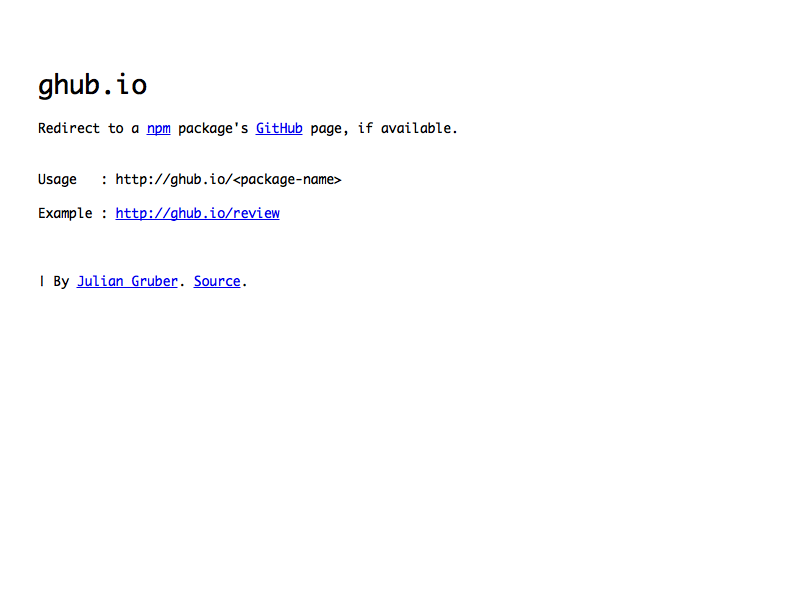 ghub.io
Redirect to a npm package's GitHub page, if available.
Usage   : http://ghub.io/<package-name>
Example : http://ghub.io/review
| By Julian Gruber. Source.